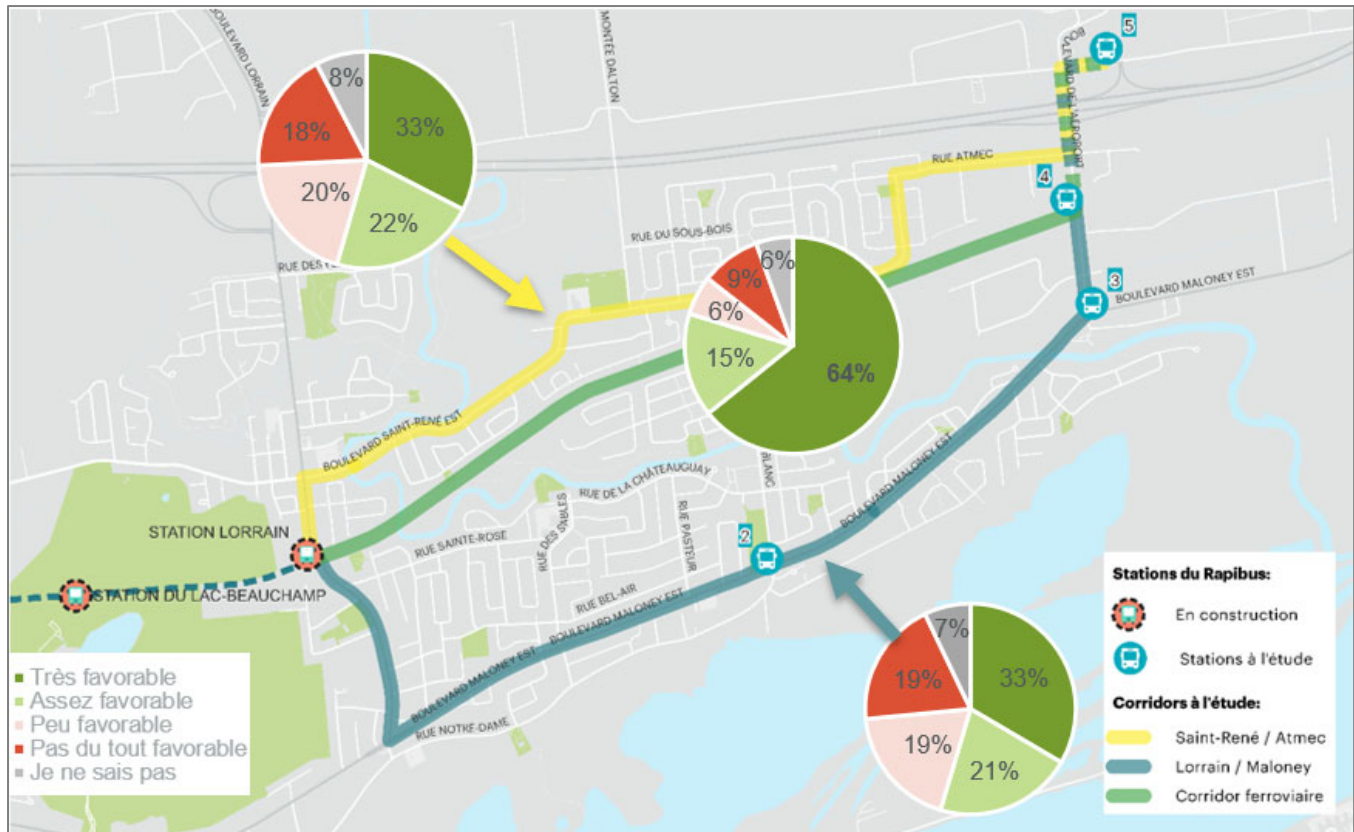 BOULEVARD LORRAIN
MONTÉE DALTON
BOULEVARD DE L'AÉROPORT
5
8%
33%
18%
20%
22%
RUE ATMEC
4
RUE DU SOUS-BOIS
RUE DES
9%
6%
6%
15%
64%
3
BOULEVARD MALONEY EST
BOULEVARD SAINT-RENÉ EST
RUE DE LA CHÂTEAUGUAY
BLANC
BOULEVARD MALONEY EST
STATION LORRAIN
RUE SAINTE-ROSE
RUE DES SABLES
RUE PASTEUR
2
STATION DU LAC-BEAUCHAMP
RUE BEL-AIR
BOULEVARD MALONEY EST
BOULEVARD MALONEY EST
RUE NOTRE-DAME
7%
33%
19%
19%
21%
Très favorable
Assez favorable
Peu favorable
Pas du tout favorable
Je ne sais pas
Stations du Rapibus:
En construction
Stations à l'étude
Corridors à l'étude:
Saint-René / Atmec
Lorrain / Maloney
Corridor ferroviaire